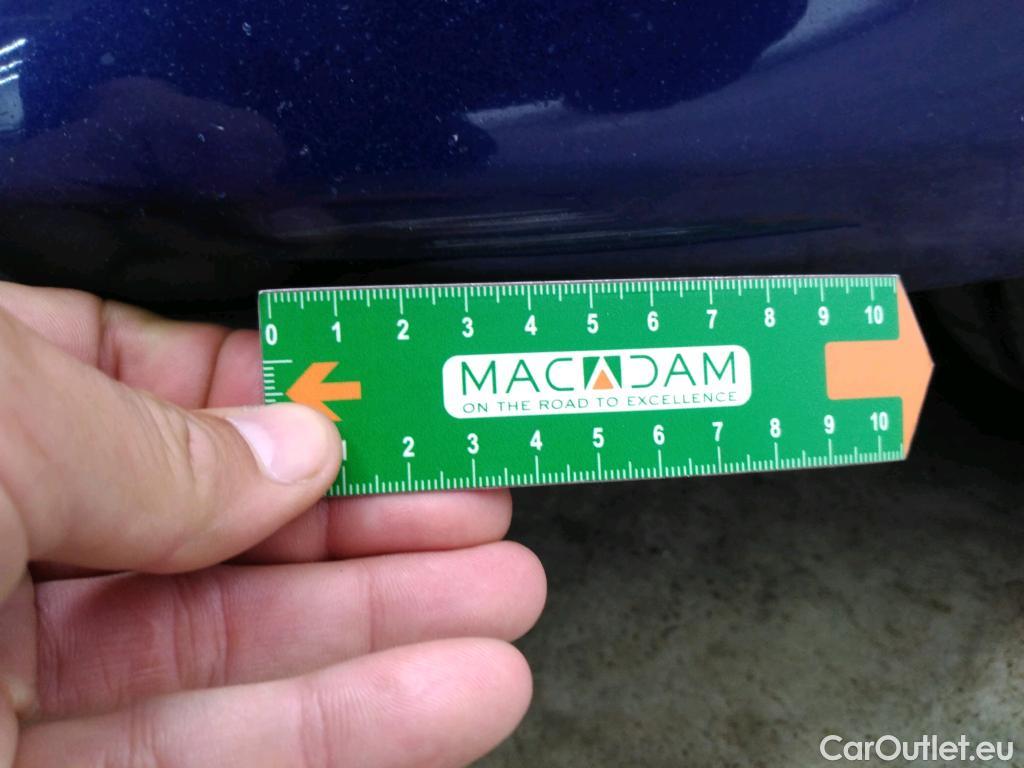 0 1 2 3 4 5 6 7 8 9 10
MACADAM
ON THE ROAD TO EXCELLENCE
1 2 3 4 5 6 7 8 9 10
CarOutlet.eu